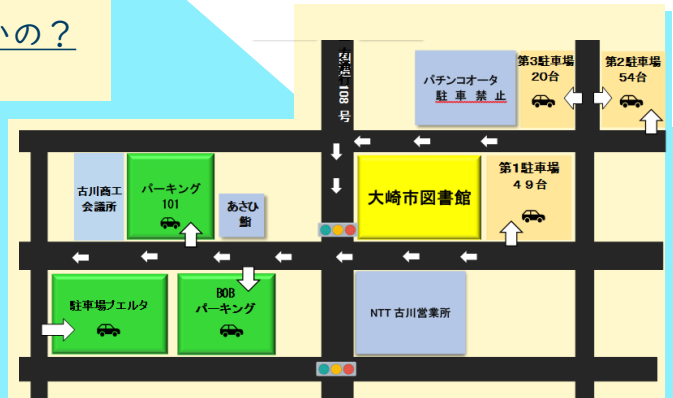 いの？
国道108号
パチンコオータ
駐車禁止
第3駐車場
20台
第2駐車場
54台
古川商工
会議所
パーキング
101
あさひ
鮨
大崎市図書館
第1駐車場
４９台
駐車場プエルタ
BOB
パーキング
NTT 古川営業所